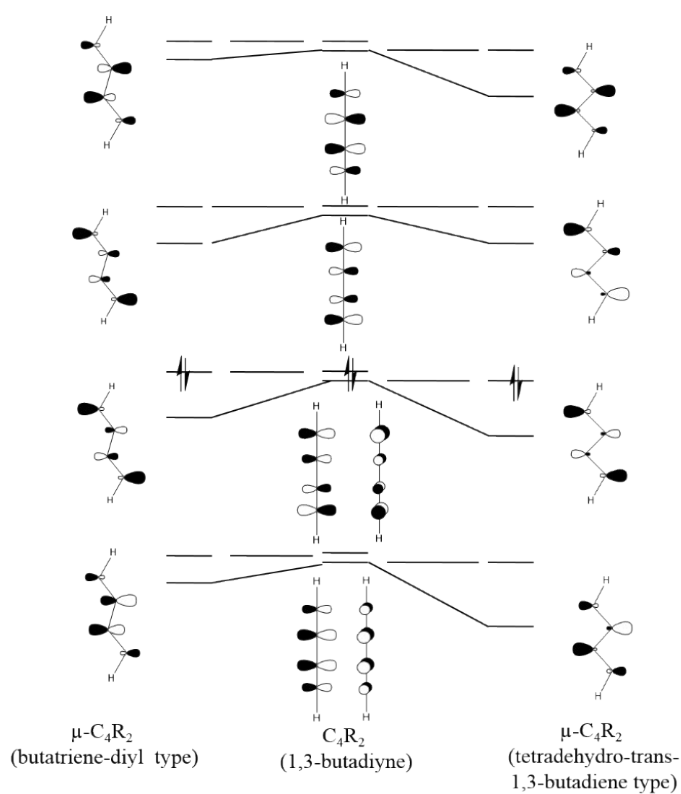 H
H
H
H
H
H
H
H
H
H
H
H
H
H
H H
H
H
H H
H
H H
H
H
H
H H
μ-C₄R₂
(butatriene-diyl type)
C₄R₂
(1,3-butadiyne)
μ-C₄R₂
(tetradehydro-trans-
1,3-butadiene type)